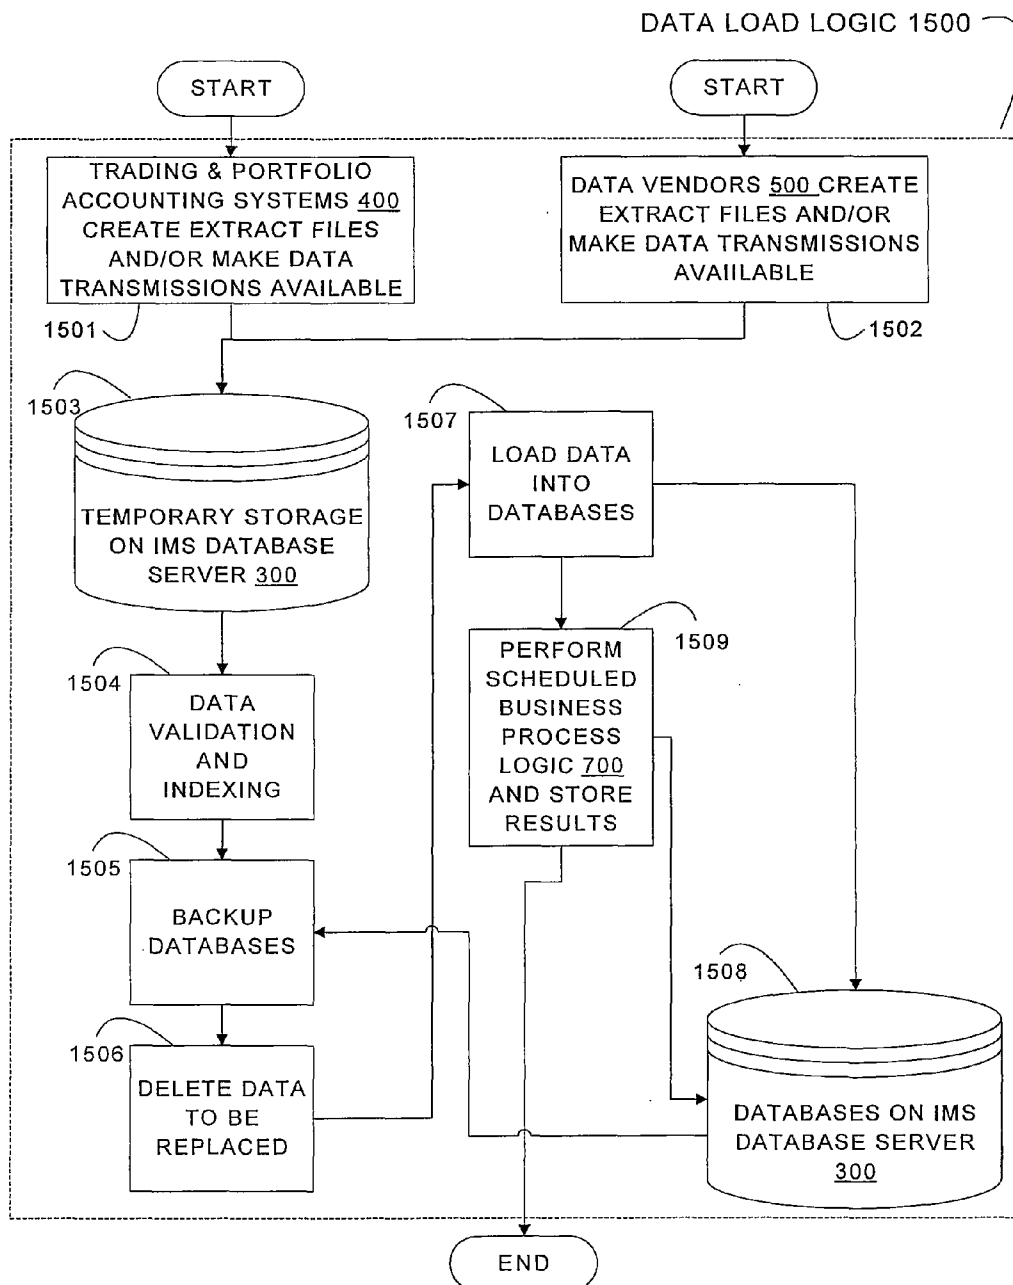 DATA LOAD LOGIC 1500
START
START
TRADING & PORTFOLIO
ACCOUNTING SYSTEMS 400
CREATE EXTRACT FILES
AND/OR MAKE DATA
TRANSMISSIONS AVAILABLE
DATA VENDORS 500 CREATE
EXTRACT FILES AND/OR
MAKE DATA TRANSMISSIONS
AVAIILABLE
1501
1502
1503
TEMPORARY STORAGE
ON IMS DATABASE
SERVER 300
1507
LOAD DATA
INTO
DATABASES
1504
DATA
VALIDATION
AND
INDEXING
1509
PERFORM
SCHEDULED
BUSINESS
PROCESS
LOGIC 700
AND STORE
RESULTS
1505
BACKUP
DATABASES
1506
DELETE DATA
TO BE
REPLACED
1508
DATABASES ON IMS
DATABASE SERVER
300
END